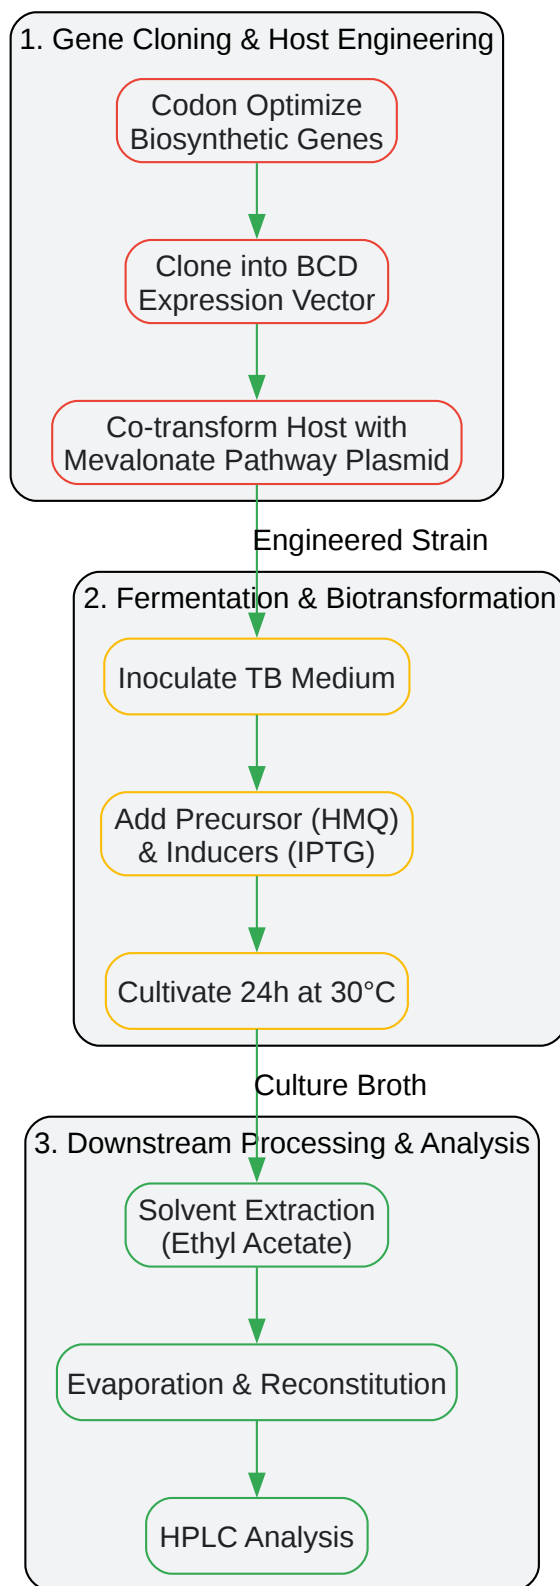 1. Gene Cloning & Host Engineering
Codon Optimize
Biosynthetic Genes
Clone into BCD
Expression Vector
Co-transform Host with
Mevalonate Pathway Plasmid
Engineered Strain
2. Fermentation & Biotransformation
Inoculate TB Medium
Add Precursor (HMQ)
& Inducers (IPTG)
Cultivate 24h at 30°C
Culture Broth
3. Downstream Processing & Analysis
Solvent Extraction
(Ethyl Acetate)
Evaporation & Reconstitution
HPLC Analysis